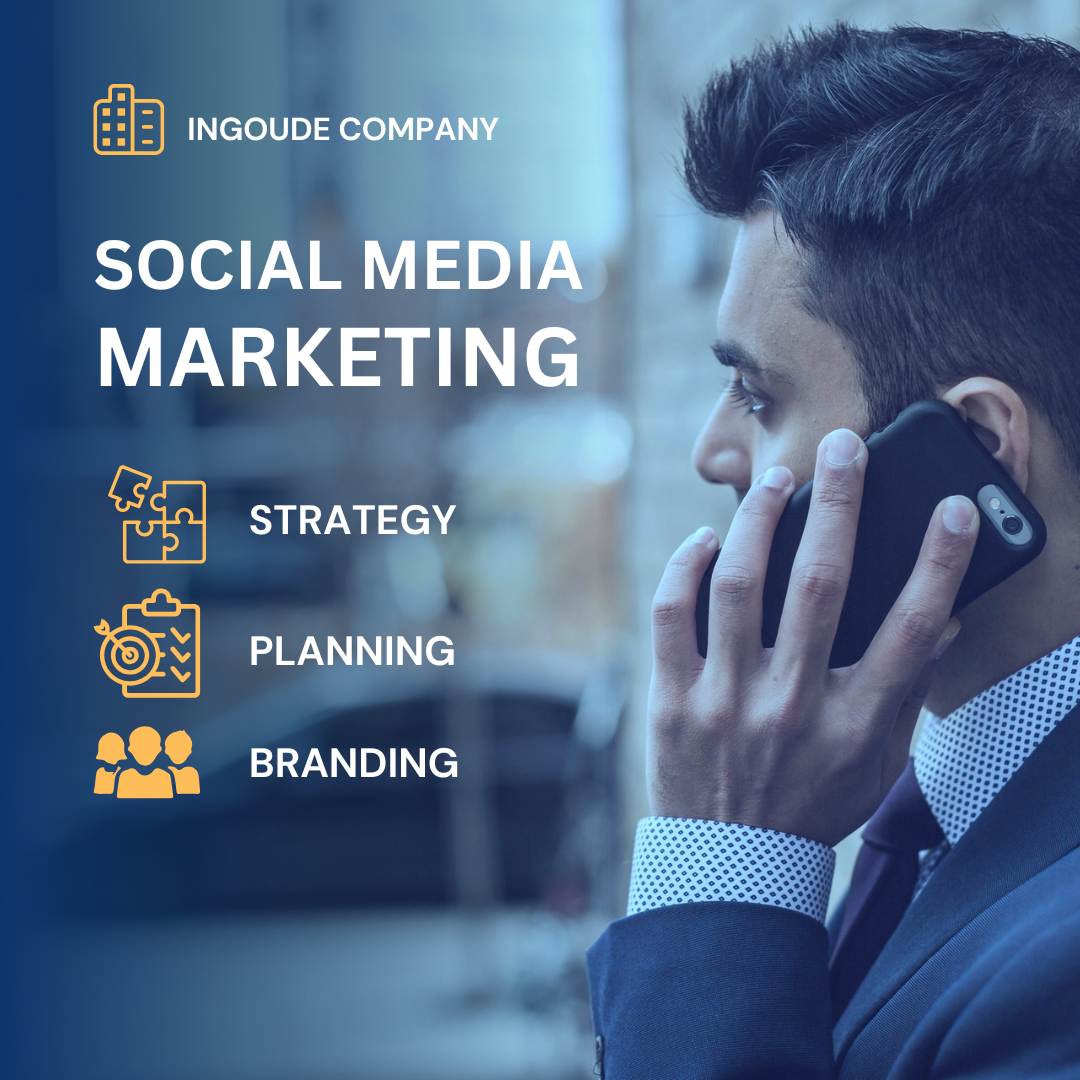 INGOUDE COMPANY
SOCIAL MEDIA
MARKETING
STRATEGY
PLANNING
BRANDING